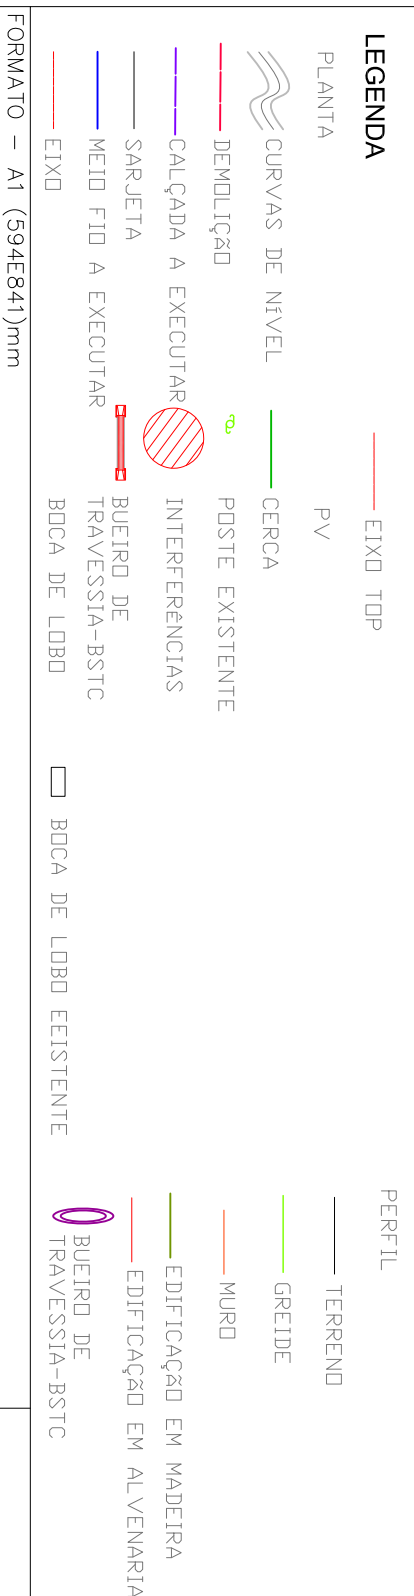 LEGENDA
PLANTA
CURVAS DE NÍVEL
DEMOLIÇÃO
CALÇADA A EXECUTAR
SARJETA
MEIO FIO A EXECUTAR
EIXO
EIXO TOP
PV
CERCA
POSTE EXISTENTE
INTERFERÊNCIAS
BUEIRO DE
TRAVESSIA-BSTC
BOCA DE LOBO
BOCA DE LOBO EEISTENTE
PERFIL
TERRENO
GREIDE
MURO
EDIFICAÇÃO EM MADEIRA
EDIFICAÇÃO EM ALVENARIA
BUEIRO DE
TRAVESSIA-BSTC
FORMATO - A1 (594E841)mm